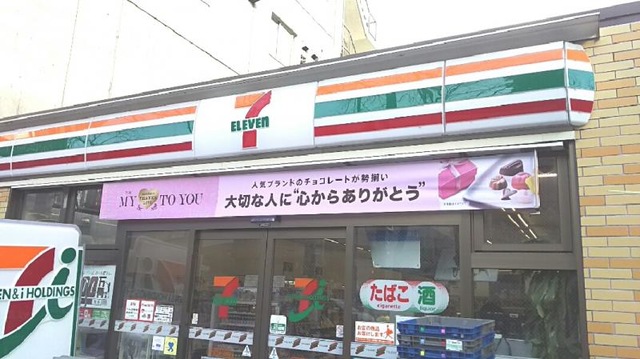 7
ELEVEN
人気ブランドのチョコレートが勢揃い
MY TO YOU
大切な人に“心からありがとう”
EN & i HOLDINGS
たばこ 酒
cigarette liquor